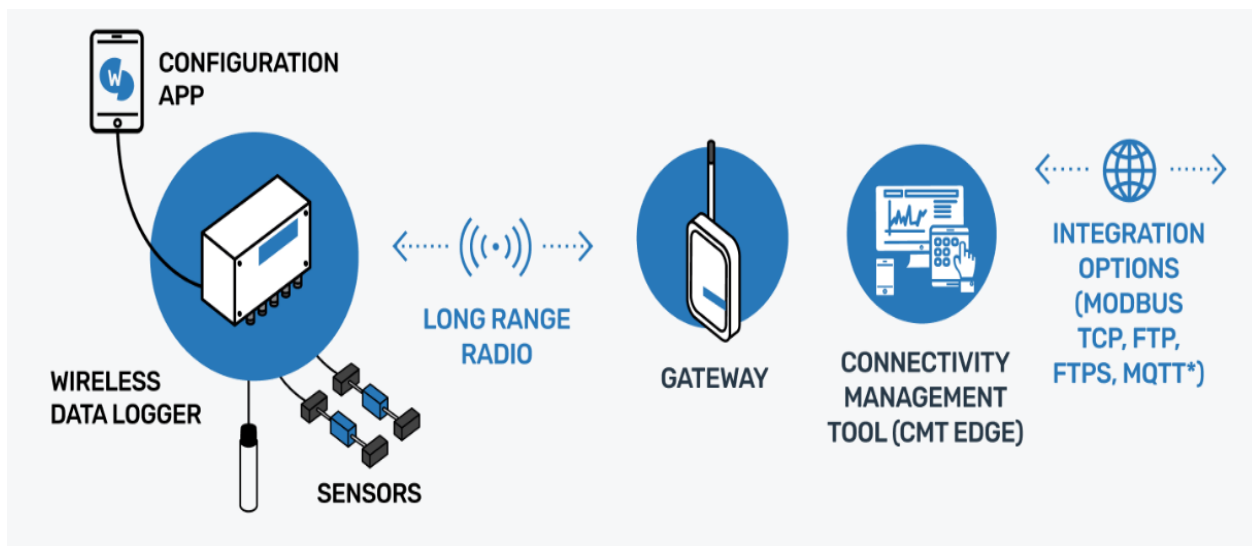 CONFIGURATION
APP
W
WIRELESS
DATA LOGGER
SENSORS
LONG RANGE
RADIO
GATEWAY
CONNECTIVITY
MANAGEMENT
TOOL (CMT EDGE)
INTEGRATION
OPTIONS
(MODBUS
TCP, FTP,
FTPS, MQTT*)